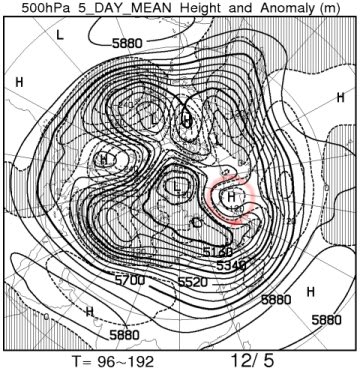 500hPa 5_DAY_MEAN Height and Anomaly (m)
L
5880
H
H
L
H
H
L
H
5160
5340
5700
5520
5880
H
H
5880
5880
T= 96~192
12/ 5